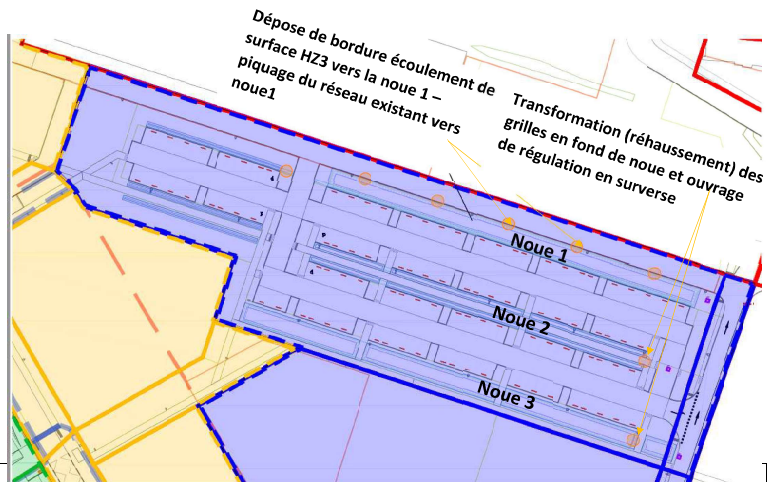 Dépose de bordure écoulement de
surface HZ3 vers la noue 1 –
piquage du réseau existant vers
noue1
Transformation (réhaussement) des
grilles en fond de noue et ouvrage
de régulation en surverse
Noue 1
Noue 2
Noue 3